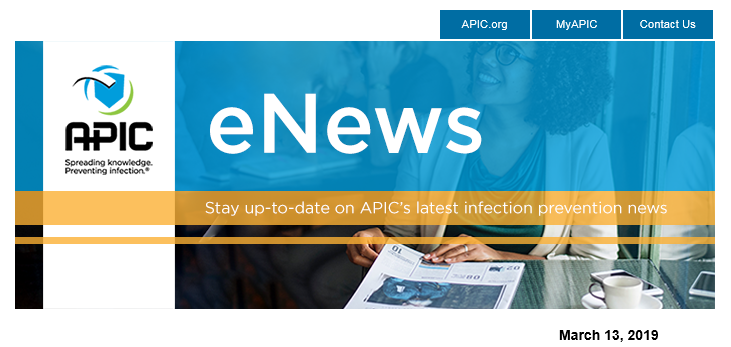 APIC.org
MyAPIC
Contact Us
APIC
Spreading knowledge.
Preventing infection.®
eNews
Stay up-to-date on APIC's latest infection prevention news
March 13, 2019